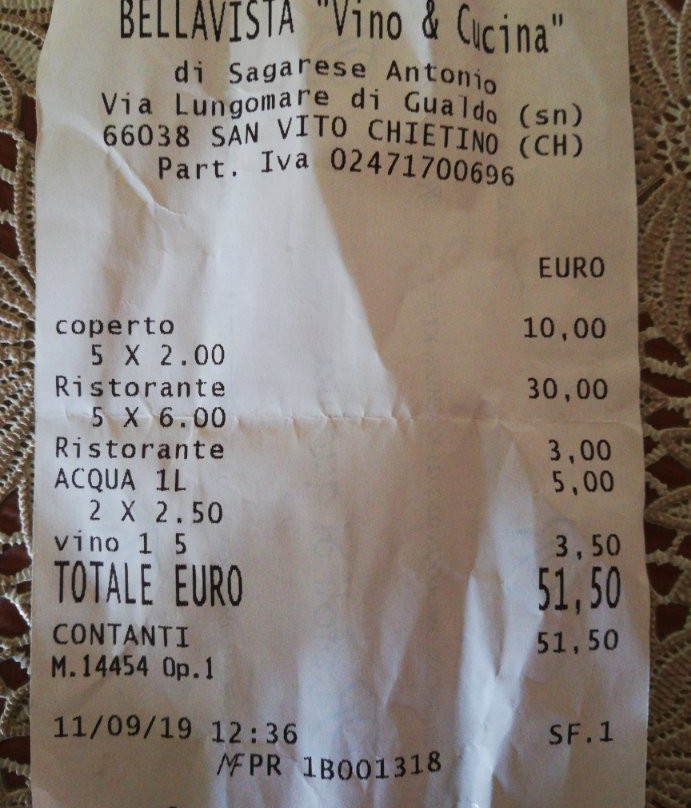 BELLAVISTA "Vino & Cucina"
di Sagarese Antonio
Via Lungomare di Gualdo (sn)
66038 SAN VITO CHIETINO (CH)
Part. Iva 02471700696
EURO
coperto 10,00
5 X 2.00
Ristorante 30,00
5 X 6.00
Ristorante 3,00
ACQUA 1L 5,00
2 X 2.50
vino 1 5 3,50
TOTALE EURO 51,50
CONTANTI 51,50
M.14454 Op.1
11/09/19 12:36 SF.1
MFPR 1B001318